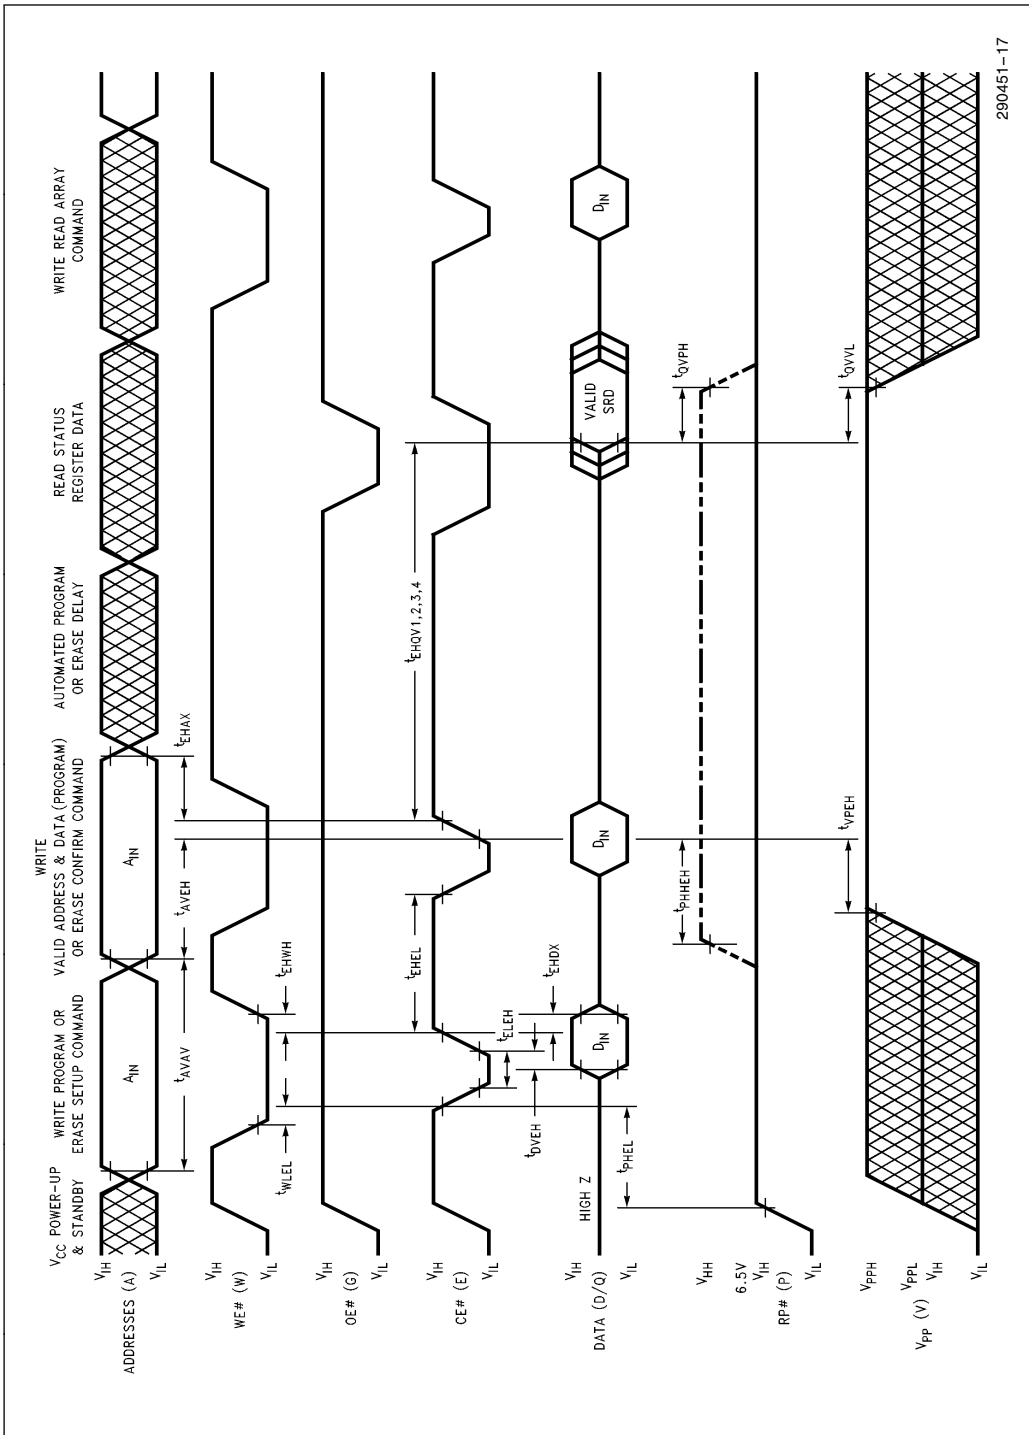 V_CC POWER-UP
& STANDBY
WRITE PROGRAM OR
ERASE SETUP COMMAND
WRITE
VALID ADDRESS & DATA (PROGRAM)
OR ERASE CONFIRM COMMAND
AUTOMATED PROGRAM
OR ERASE DELAY
READ STATUS
REGISTER DATA
WRITE READ ARRAY
COMMAND
ADDRESSES (A)
V_IH
V_IL
A_IN
A_IN
t_AVAV
t_AVEH
t_EHAX
WE# (W)
V_IH
V_IL
t_WLEL
t_EHWH
OE# (G)
V_IH
V_IL
t_EHEL
t_EHQV1,2,3,4
CE# (E)
V_IH
V_IL
t_ELEH
t_DVEH
t_EHDX
DATA (D/Q)
V_IH
V_IL
HIGH Z
D_IN
D_IN
VALID
SRD
D_IN
t_PHEL
t_PHHEH
t_QVPH
V_HH
6.5V
V_IH
RP# (P)
V_IL
t_VPEH
t_QVVL
V_PPH
V_PPL
V_PP (V)
V_IH
V_IL
290451-17